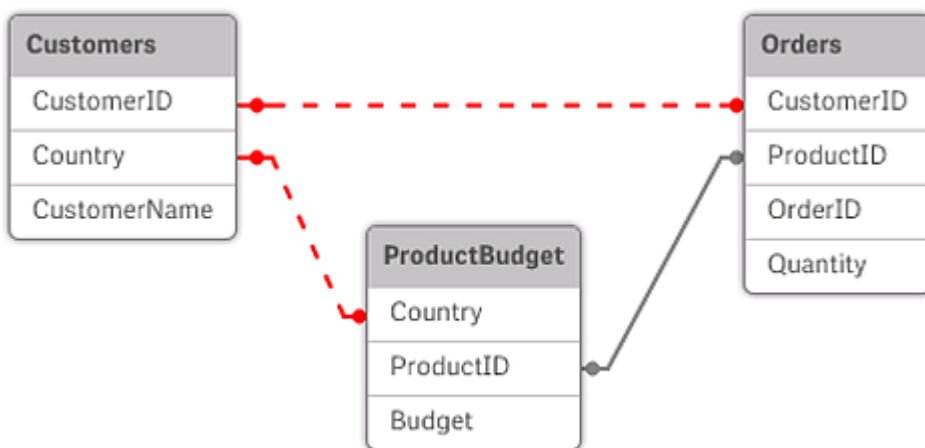 Customers
CustomerID
Country
CustomerName
ProductBudget
Country
ProductID
Budget
Orders
CustomerID
ProductID
OrderID
Quantity